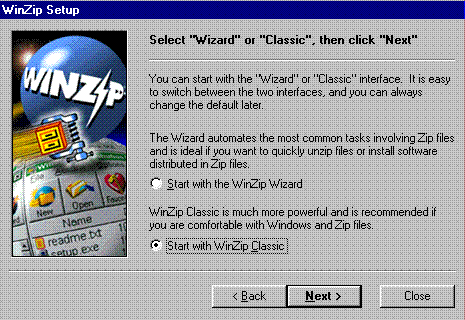 WinZip Setup
WINZIP
New
Open
Favorit
Name
readme.txt
setup.exe
Select "Wizard" or "Classic", then click "Next"
You can start with the "Wizard" or "Classic" interface. It is easy
to switch between the two interfaces, and you can always
change the default later.
The Wizard automates the most common tasks involving Zip files
and is ideal if you want to quickly unzip files or install software
distributed in Zip files.
Start with the WinZip Wizard
WinZip Classic is much more powerful and is recommended if
you are comfortable with Windows and Zip files.
Start with WinZip Classic
< Back
Next >
Close